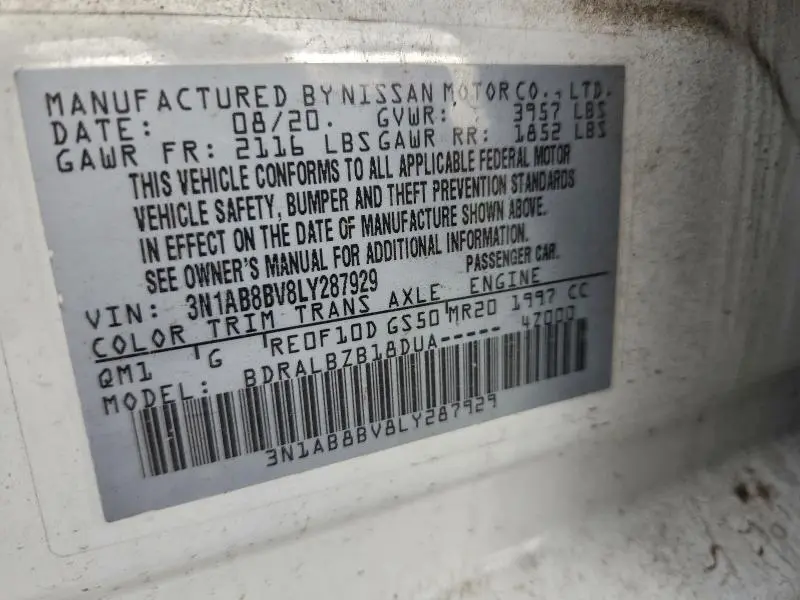 MANUFACTURED BY NISSAN MOTOR CO., LTD.
DATE: 08/20. GVWR: 3957 LBS
GAWR FR: 2116 LBS GAWR RR: 1852 LBS
THIS VEHICLE CONFORMS TO ALL APPLICABLE FEDERAL MOTOR
VEHICLE SAFETY, BUMPER AND THEFT PREVENTION STANDARDS
IN EFFECT ON THE DATE OF MANUFACTURE SHOWN ABOVE.
SEE OWNER'S MANUAL FOR ADDITIONAL INFORMATION.
PASSENGER CAR.
VIN: 3N1AB8BV8LY287929
COLOR TRIM TRANS AXLE ENGINE
QM1 'G RE0F10D GS50 MR20 1997 CC
MODEL: BDRALBZB18DUA----- 47000
3N1AB8BV8LY287929